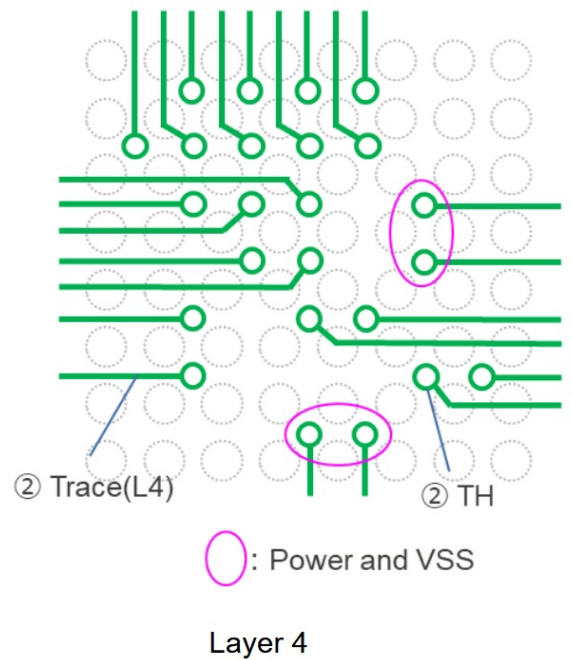 ② Trace(L4)
② TH
: Power and VSS
Layer 4